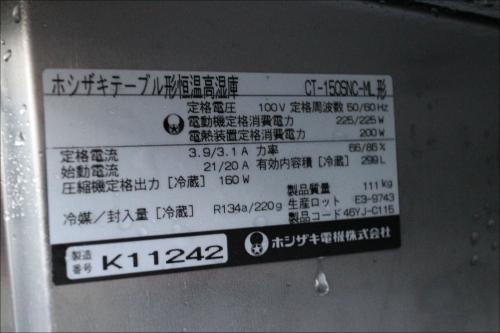 ホシザキテーブル形恒温高湿庫 CT-150SNC-ML形
定格電圧 100V 定格周波数 50/60Hz
電動機定格消費電力 225/225W
電熱装置定格消費電力 200W
定格電流 3.9/3.1A 力率 66/86%
始動電流 21/20A 有効内容積〔冷蔵〕 299L
圧縮機定格出力〔冷蔵〕 160W
製品質量 111kg
冷媒/封入量〔冷蔵〕 R134a/220g 生産ロット E3-9743
製品コード 46YJ-C115
製造番号 K11242 ホシザキ電機株式会社